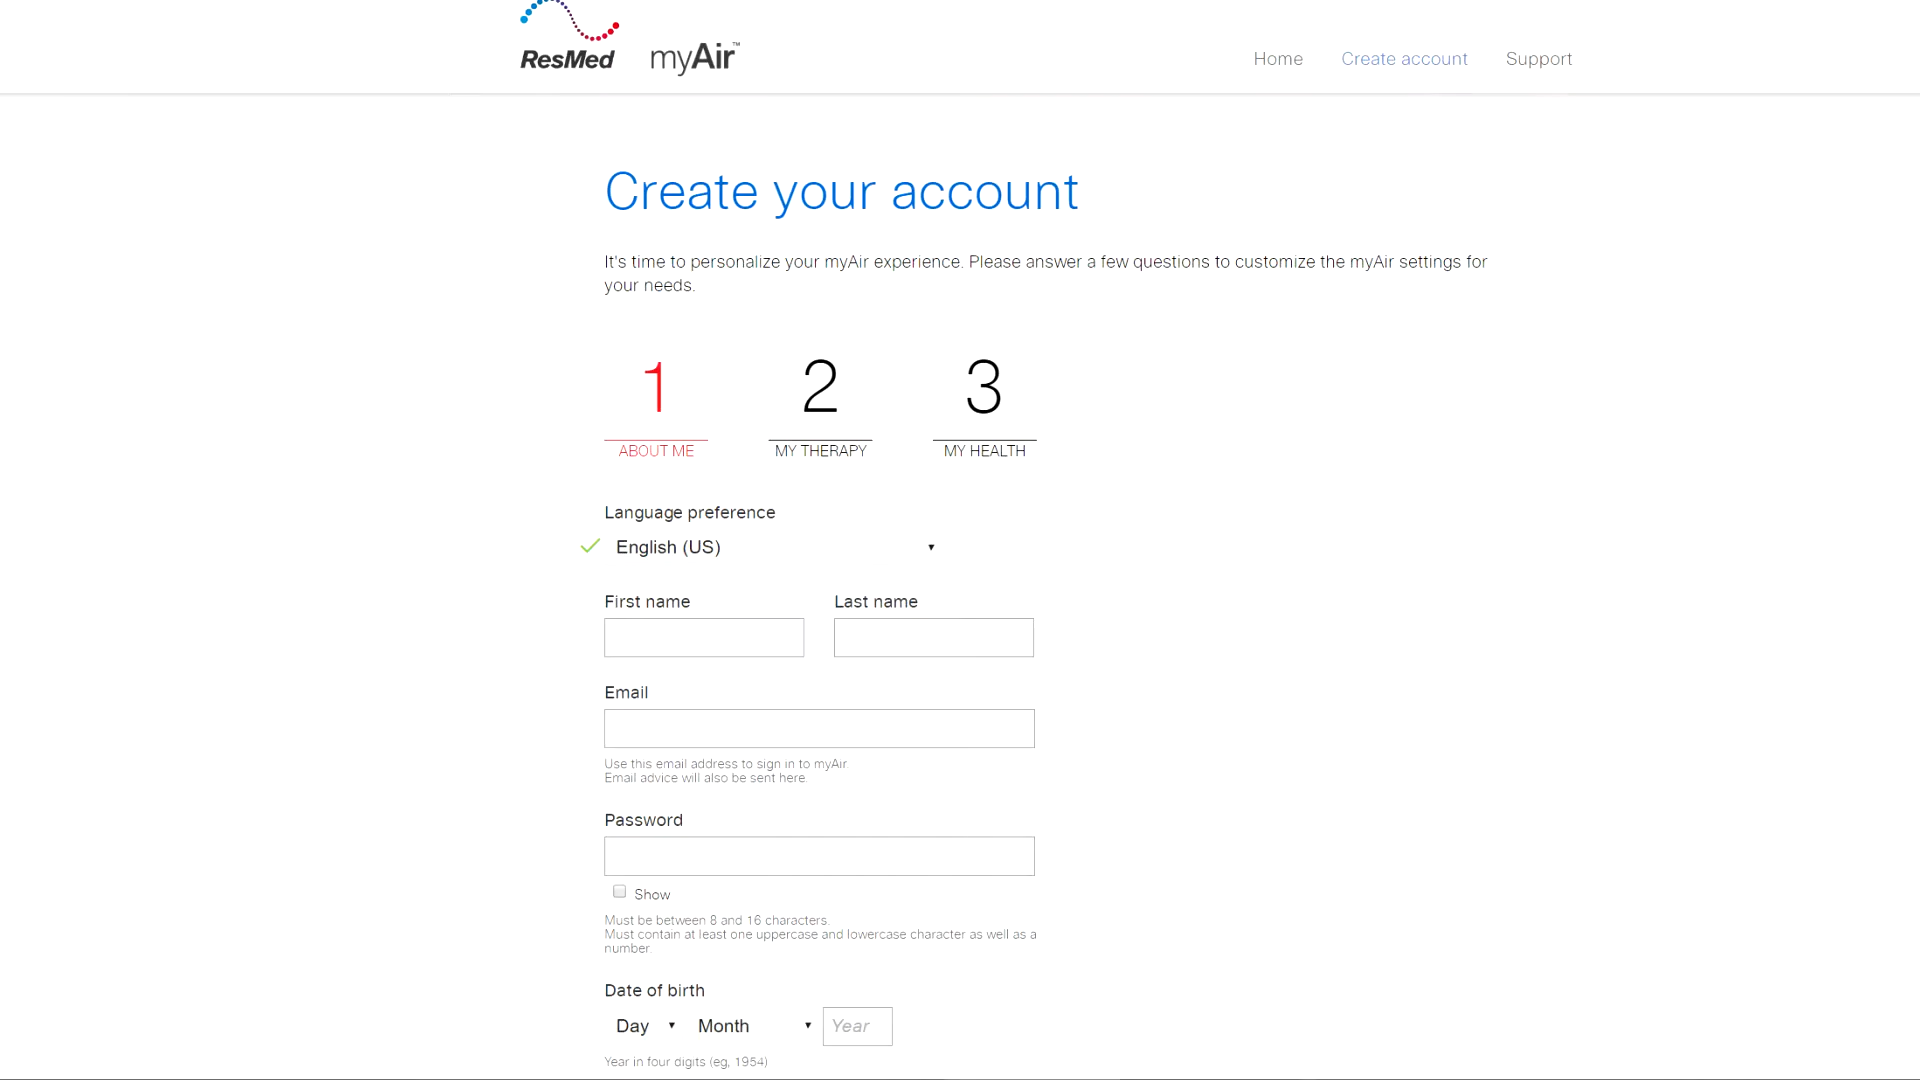 ResMed myAir™ Home Create account Support
Create your account
It's time to personalize your myAir experience. Please answer a few questions to customize the myAir settings for
your needs.
1 2 3
ABOUT ME MY THERAPY MY HEALTH
Language preference
English (US)
First name Last name
Email
Use this email address to sign in to myAir.
Email advice will also be sent here.
Password
Show
Must be between 8 and 16 characters.
Must contain at least one uppercase and lowercase character as well as a
number.
Date of birth
Day Month Year
Year in four digits (eg, 1954)